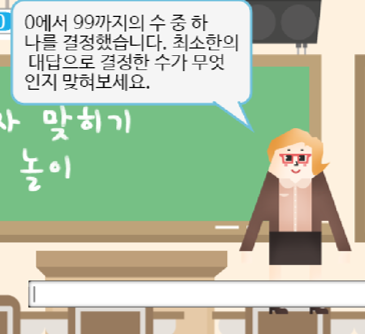 0에서 99까지의 수 중 하
나를 결정했습니다. 최소한의
대답으로 결정한 수가 무엇
인지 맞혀보세요.
자 맞히기
놀이